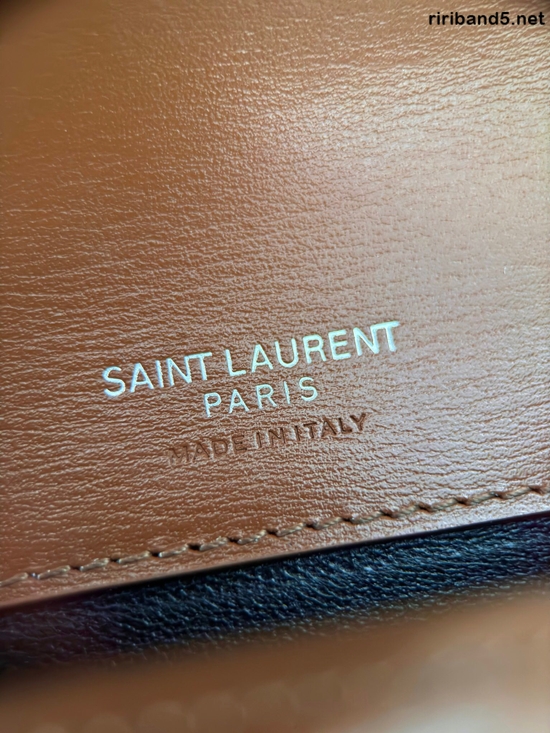 ririband5.net
SAINT LAURENT
PARIS
MADE IN ITALY